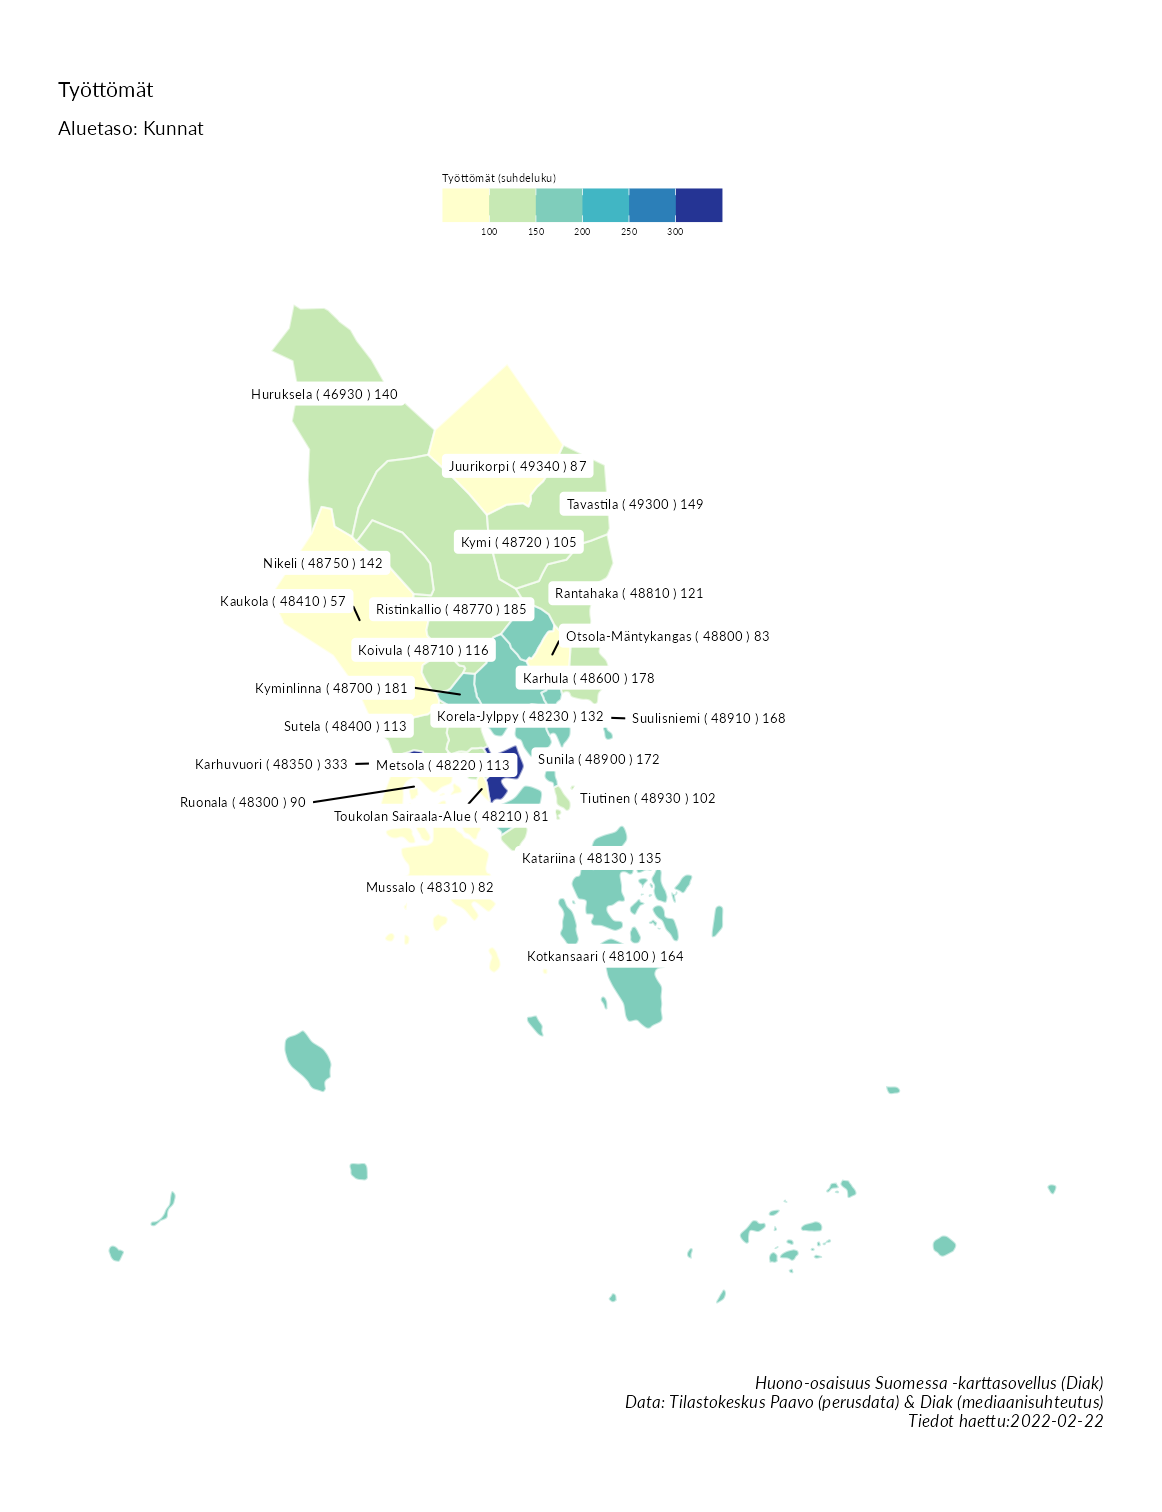 Työttömät
Aluetaso: Kunnat
Työttömät (suhdeluku)
100 150 200 250 300
Huruksela ( 46930 ) 140
Juurikorpi ( 49340 ) 87
Tavastila ( 49300 ) 149
Kymi ( 48720 ) 105
Nikeli ( 48750 ) 142
Rantahaka ( 48810 ) 121
Kaukola ( 48410 ) 57
Ristinkallio ( 48770 ) 185
Otsola-Mäntykangas ( 48800 ) 83
Koivula ( 48710 ) 116
Karhula ( 48600 ) 178
Kyminlinna ( 48700 ) 181
Korela-Jylppy ( 48230 ) 132
Suulisniemi ( 48910 ) 168
Sutela ( 48400 ) 113
Sunila ( 48900 ) 172
Karhuvuori ( 48350 ) 333
Metsola ( 48220 ) 113
Ruonala ( 48300 ) 90
Tiutinen ( 48930 ) 102
Toukolan Sairaala-Alue ( 48210 ) 81
Katariina ( 48130 ) 135
Mussalo ( 48310 ) 82
Kotkansaari ( 48100 ) 164
Huono-osaisuus Suomessa -karttasovellus (Diak)
Data: Tilastokeskus Paavo (perusdata) & Diak (mediaanisuhteutus)
Tiedot haettu:2022-02-22